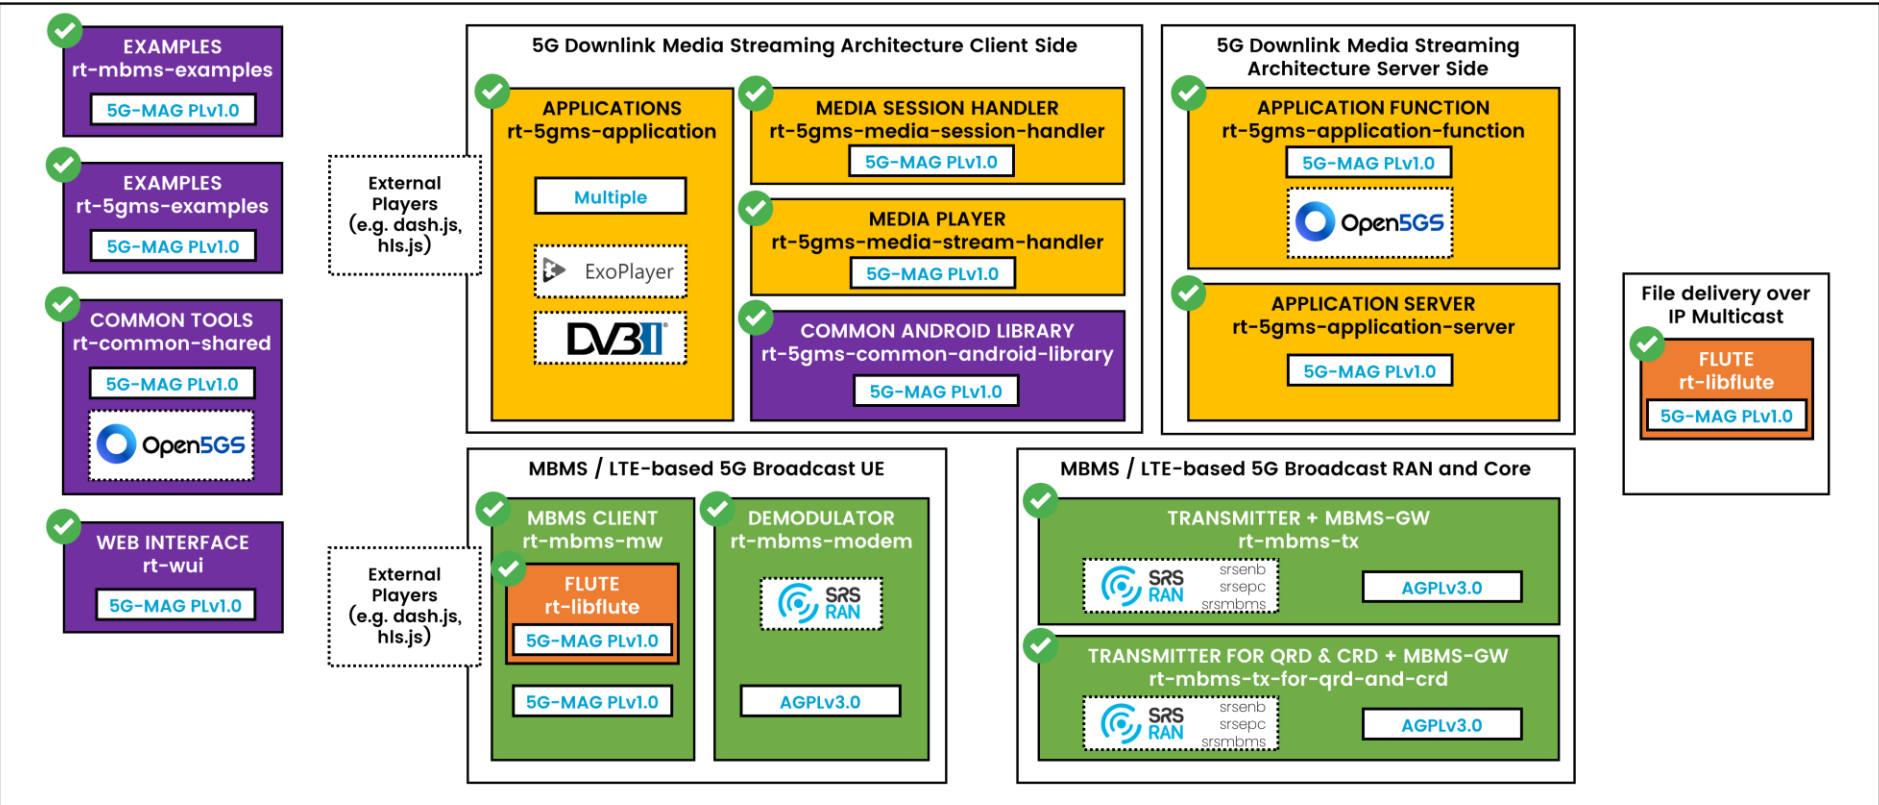 EXAMPLES
rt-mbms-examples
5G-MAG PLv1.0
EXAMPLES
rt-5gms-examples
5G-MAG PLv1.0
COMMON TOOLS
rt-common-shared
5G-MAG PLv1.0
Open5GS
WEB INTERFACE
rt-wui
5G-MAG PLv1.0
External
Players
(e.g. dash.js,
hls.js)
5G Downlink Media Streaming Architecture Client Side
APPLICATIONS
rt-5gms-application
Multiple
ExoPlayer
DVB I
MEDIA SESSION HANDLER
rt-5gms-media-session-handler
5G-MAG PLv1.0
MEDIA PLAYER
rt-5gms-media-stream-handler
5G-MAG PLv1.0
COMMON ANDROID LIBRARY
rt-5gms-common-android-library
5G-MAG PLv1.0
5G Downlink Media Streaming
Architecture Server Side
APPLICATION FUNCTION
rt-5gms-application-function
5G-MAG PLv1.0
Open5GS
APPLICATION SERVER
rt-5gms-application-server
5G-MAG PLv1.0
File delivery over
IP Multicast
FLUTE
rt-libflute
5G-MAG PLv1.0
External
Players
(e.g. dash.js,
hls.js)
MBMS / LTE-based 5G Broadcast UE
MBMS CLIENT
rt-mbms-mw
FLUTE
rt-libflute
5G-MAG PLv1.0
5G-MAG PLv1.0
DEMODULATOR
rt-mbms-modem
SRS
RAN
AGPLv3.0
MBMS / LTE-based 5G Broadcast RAN and Core
TRANSMITTER + MBMS-GW
rt-mbms-tx
SRS
RAN
srsenb
srsepc
srsmbms
AGPLv3.0
TRANSMITTER FOR QRD & CRD + MBMS-GW
rt-mbms-tx-for-qrd-and-crd
SRS
RAN
srsenb
srsepc
srsmbms
AGPLv3.0